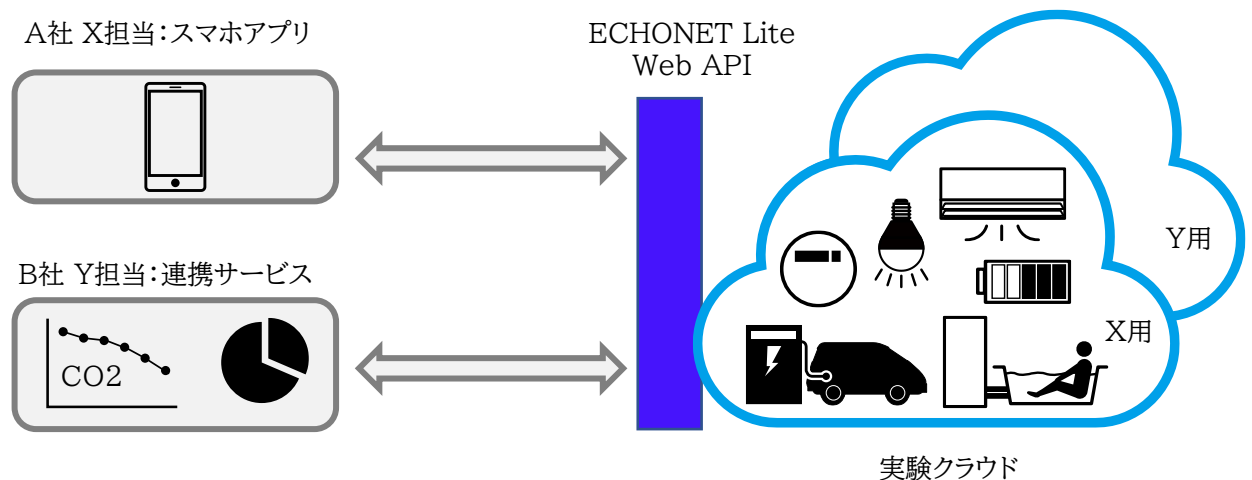 A社 X担当：スマホアプリ
ECHONET Lite
Web API
B社 Y担当：連携サービス
CO2
Y用
X用
実験クラウド